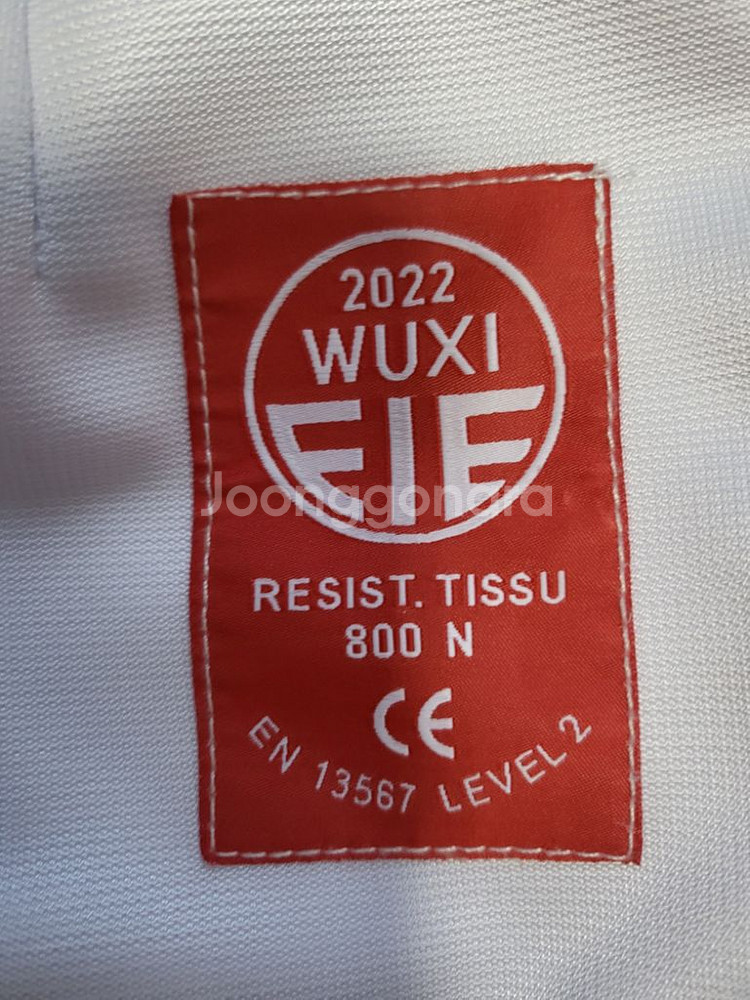 2022
WUXI
FIE
Joonggonara
RESIST. TISSU
800 N
CE
EN 13567 LEVEL 2